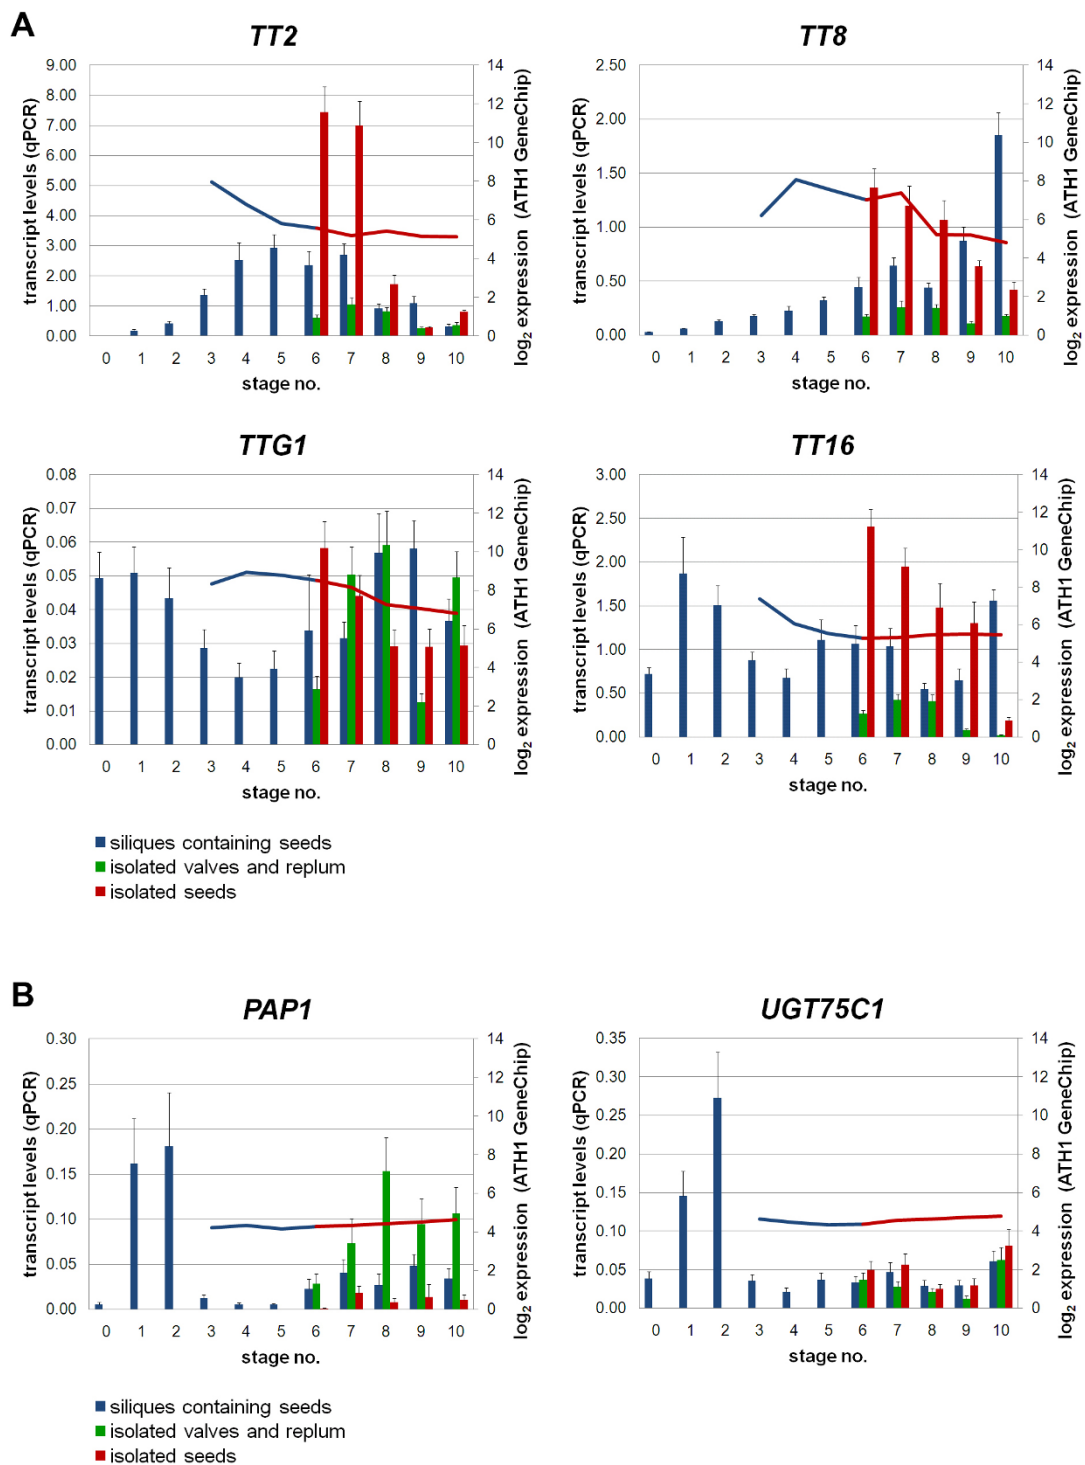 A
TT2
TT8
transcript levels (qPCR)
9.00
8.00
7.00
6.00
5.00
4.00
3.00
2.00
1.00
0.00
14
12
10
8
6
4
2
0
log2 expression (ATH1 GeneChip)
0 1 2 3 4 5 6 7 8 9 10
stage no.
transcript levels (qPCR)
2.50
2.00
1.50
1.00
0.50
0.00
14
12
10
8
6
4
2
0
log2 expression (ATH1 GeneChip)
0 1 2 3 4 5 6 7 8 9 10
stage no.
TTG1
TT16
transcript levels (qPCR)
0.08
0.07
0.06
0.05
0.04
0.03
0.02
0.01
0.00
14
12
10
8
6
4
2
0
log2 expression (ATH1 GeneChip)
0 1 2 3 4 5 6 7 8 9 10
stage no.
transcript levels (qPCR)
3.00
2.50
2.00
1.50
1.00
0.50
0.00
14
12
10
8
6
4
2
0
log2 expression (ATH1 GeneChip)
0 1 2 3 4 5 6 7 8 9 10
stage no.
siliques containing seeds
isolated valves and replum
isolated seeds
B
PAP1
UGT75C1
transcript levels (qPCR)
0.30
0.25
0.20
0.15
0.10
0.05
0.00
14
12
10
8
6
4
2
0
log2 expression (ATH1 GeneChip)
0 1 2 3 4 5 6 7 8 9 10
stage no.
transcript levels (qPCR)
0.35
0.30
0.25
0.20
0.15
0.10
0.05
0.00
14
12
10
8
6
4
2
0
log2 expression (ATH1 GeneChip)
0 1 2 3 4 5 6 7 8 9 10
stage no.
siliques containing seeds
isolated valves and replum
isolated seeds